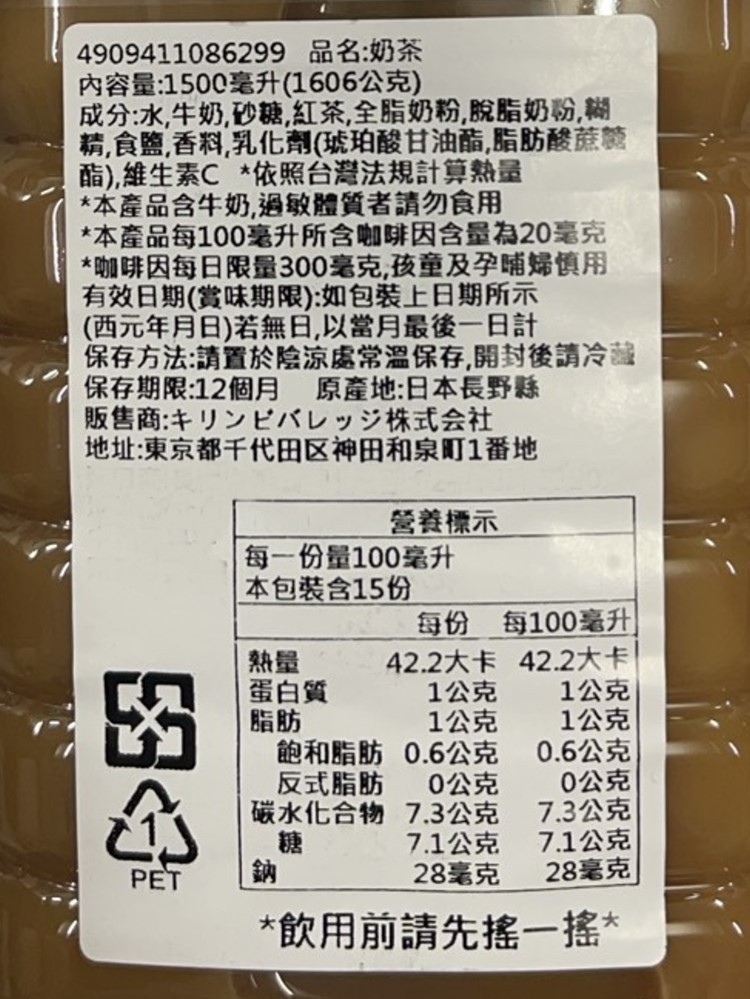 4909411086299 品名:奶茶
內容量:1500毫升(1606公克)
成分:水,牛奶,砂糖,紅茶,全脂奶粉,脫脂奶粉,糊
精,食鹽,香料,乳化劑(琥珀酸甘油酯,脂肪酸蔗糖
酯),維生素C *依照台灣法規計算熱量
*本產品含牛奶,過敏體質者請勿食用
*本產品每100毫升所含咖啡因含量為20毫克
*咖啡因每日限量300毫克,孩童及孕哺婦慎用
有效日期(賞味期限):如包裝上日期所示
(西元年月日)若無日,以當月最後一日計
保存方法:請置於陰涼處常溫保存,開封後請冷藏
保存期限:12個月 原產地:日本長野縣
販售商:キリンビバレッジ株式会社
地址:東京都千代田区神田和泉町1番地
營養標示
每一份量100毫升
本包裝含15份
每份 每100毫升
熱量 42.2大卡 42.2大卡
蛋白質 1公克 1公克
脂肪 1公克 1公克
飽和脂肪 0.6公克 0.6公克
反式脂肪 0公克 0公克
碳水化合物 7.3公克 7.3公克
糖 7.1公克 7.1公克
鈉 28毫克 28毫克
1
PET
*飲用前請先搖一搖*